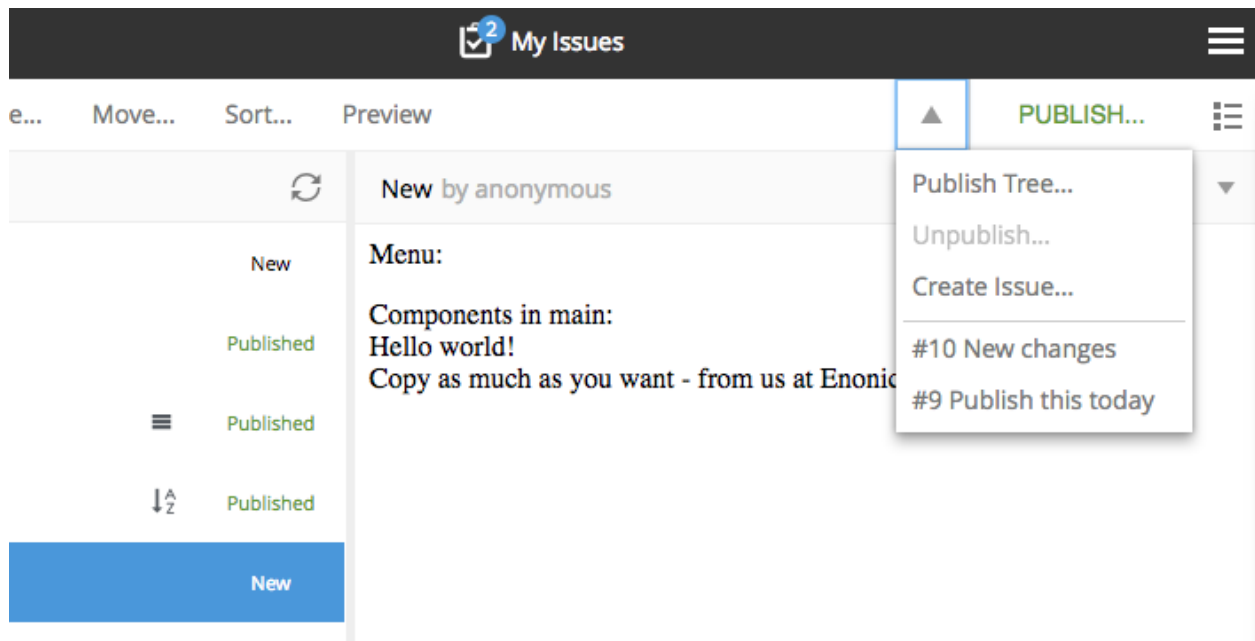 2
My Issues
e... Move... Sort... Preview PUBLISH...
New by anonymous
Publish Tree...
Unpublish...
Create Issue...
#10 New changes
#9 Publish this today
New
Published
Published
Published
New
Menu:
Components in main:
Hello world!
Copy as much as you want - from us at Enonic